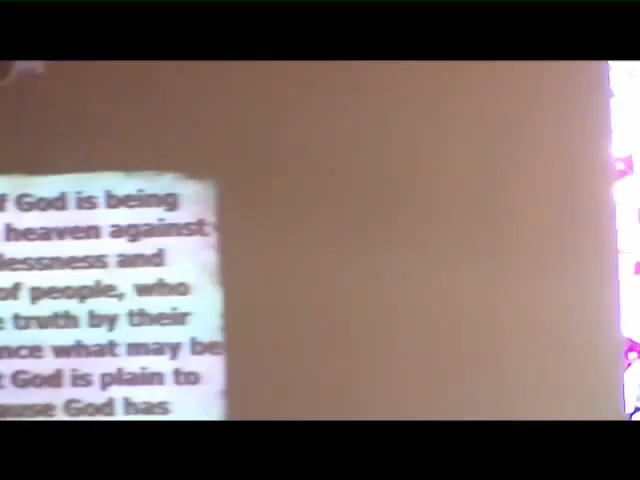 f God is being
heaven against
lessness and
of people, who
e truth by their
nce what may be
t God is plain to
ause God has